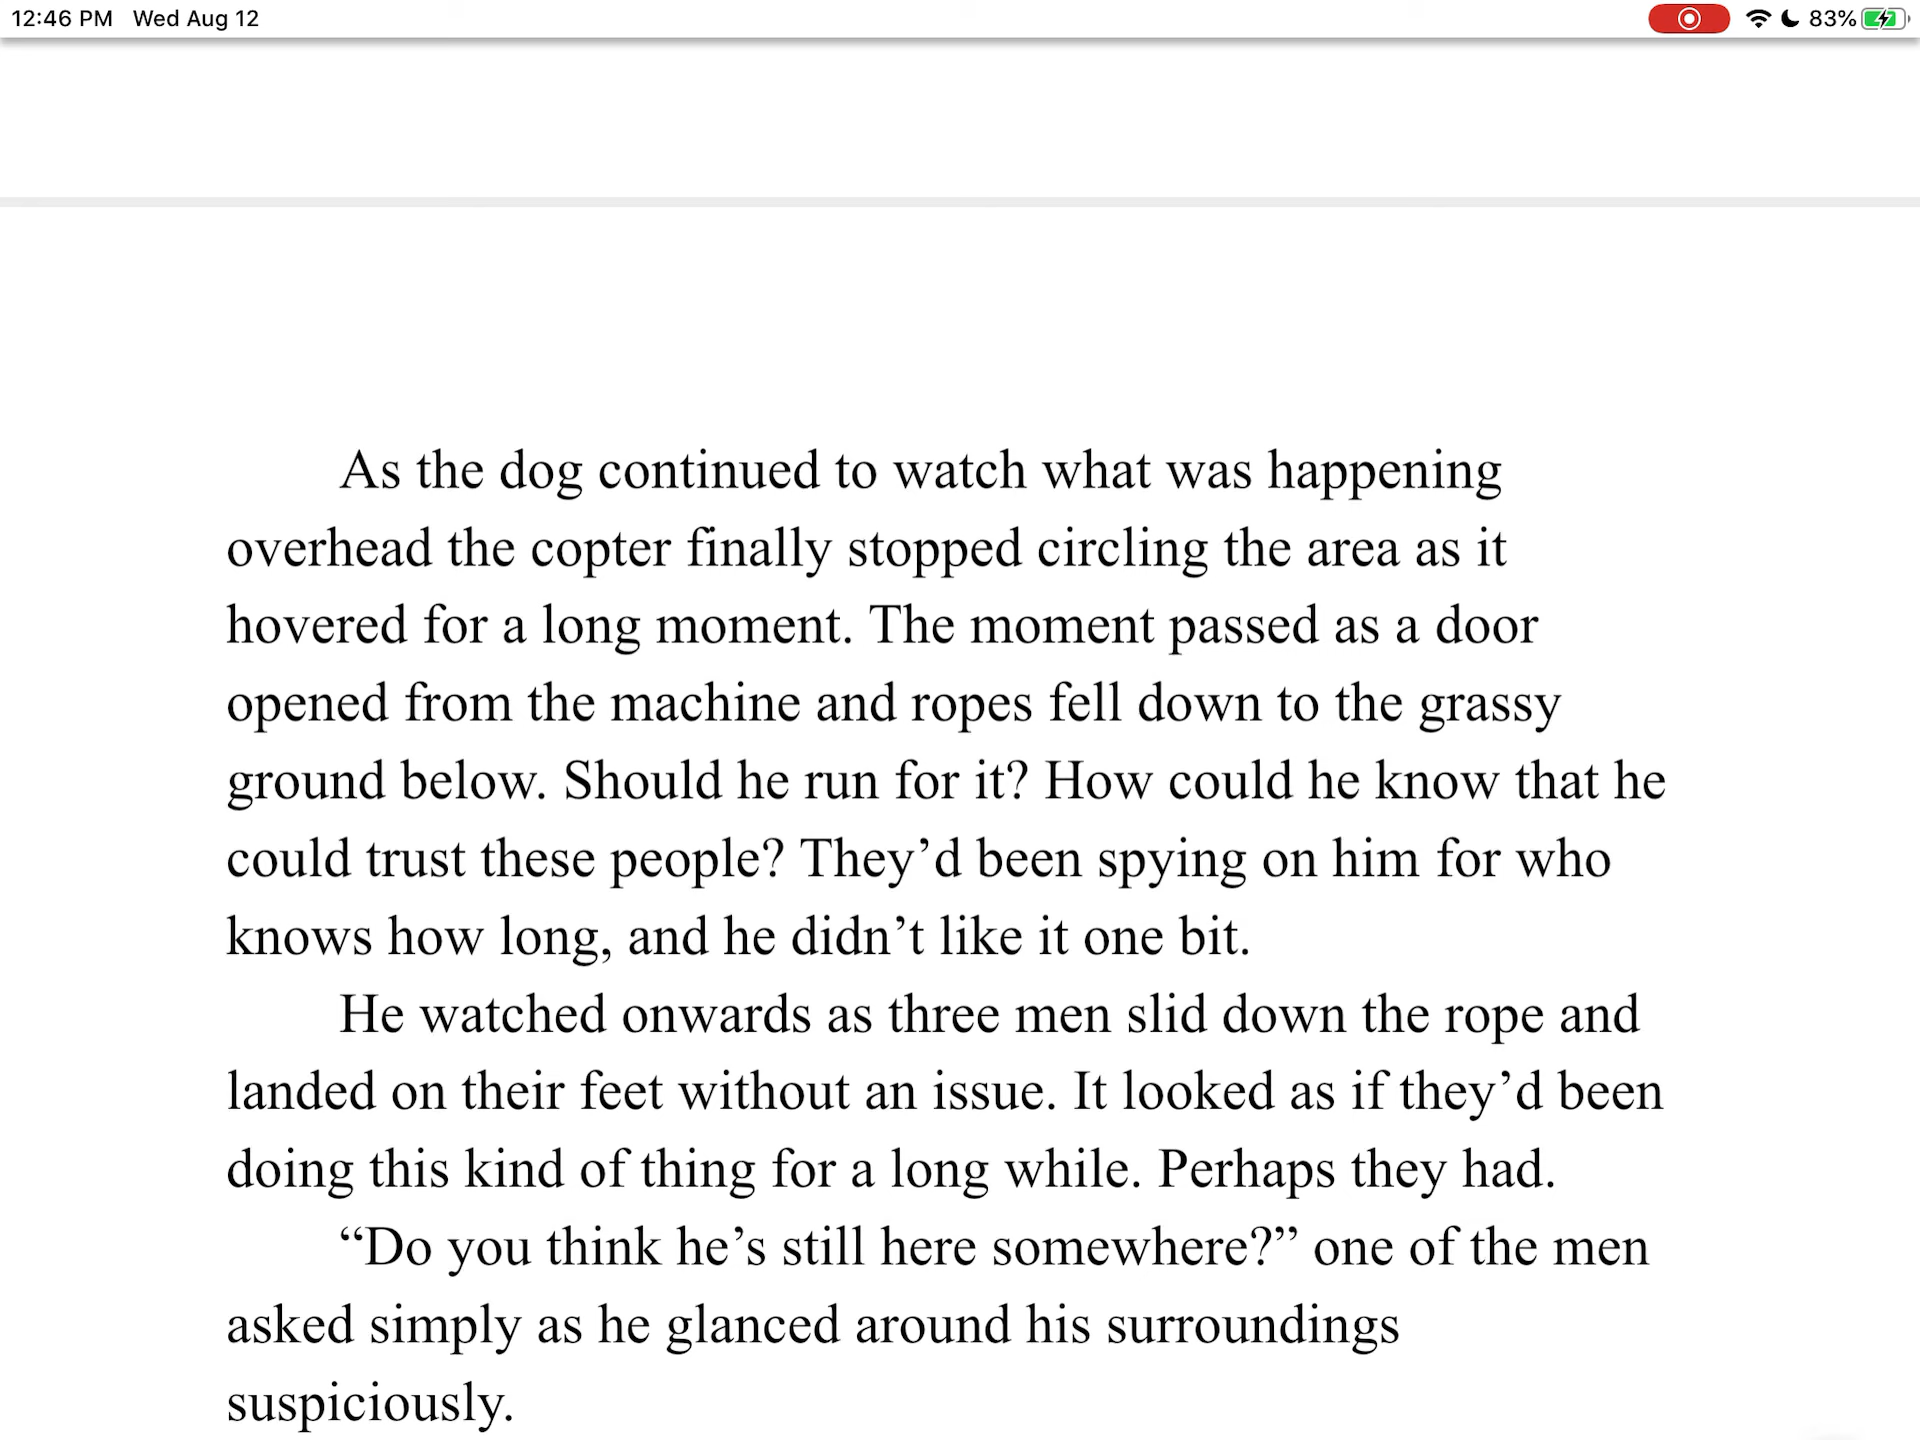 12:46 PM Wed Aug 12 83%
As the dog continued to watch what was happening
overhead the copter finally stopped circling the area as it
hovered for a long moment. The moment passed as a door
opened from the machine and ropes fell down to the grassy
ground below. Should he run for it? How could he know that he
could trust these people? They’d been spying on him for who
knows how long, and he didn’t like it one bit.
He watched onwards as three men slid down the rope and
landed on their feet without an issue. It looked as if they’d been
doing this kind of thing for a long while. Perhaps they had.
“Do you think he’s still here somewhere?” one of the men
asked simply as he glanced around his surroundings
suspiciously.